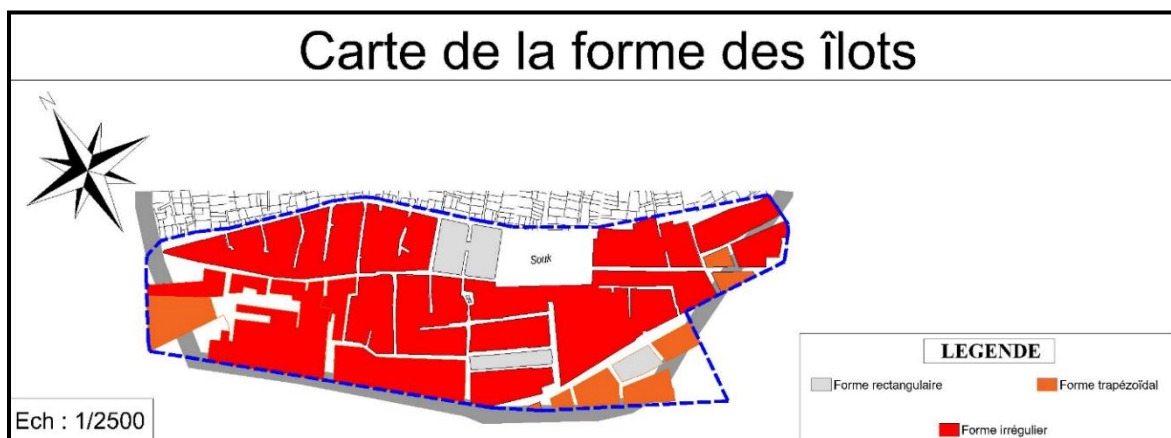 Carte de la forme des îlots
N
Souk
LEGENDE
Forme rectangulaire
Forme trapézoïdal
Forme irrégulier
Ech : 1/2500